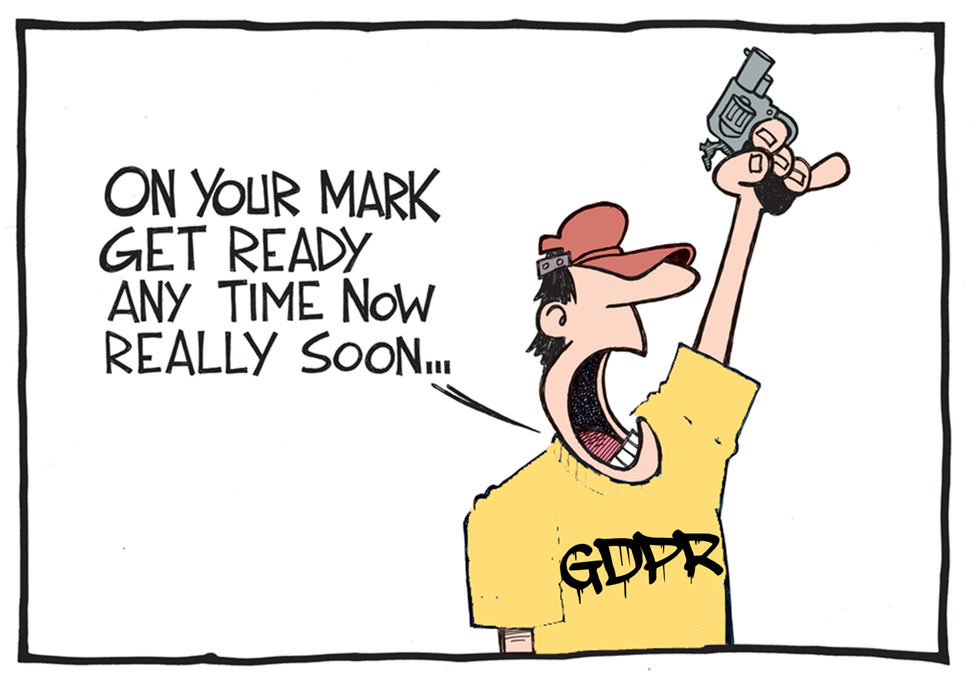 ON YOUR MARK
GET READY
ANY TIME NOW
REALLY SOON...
GDPR